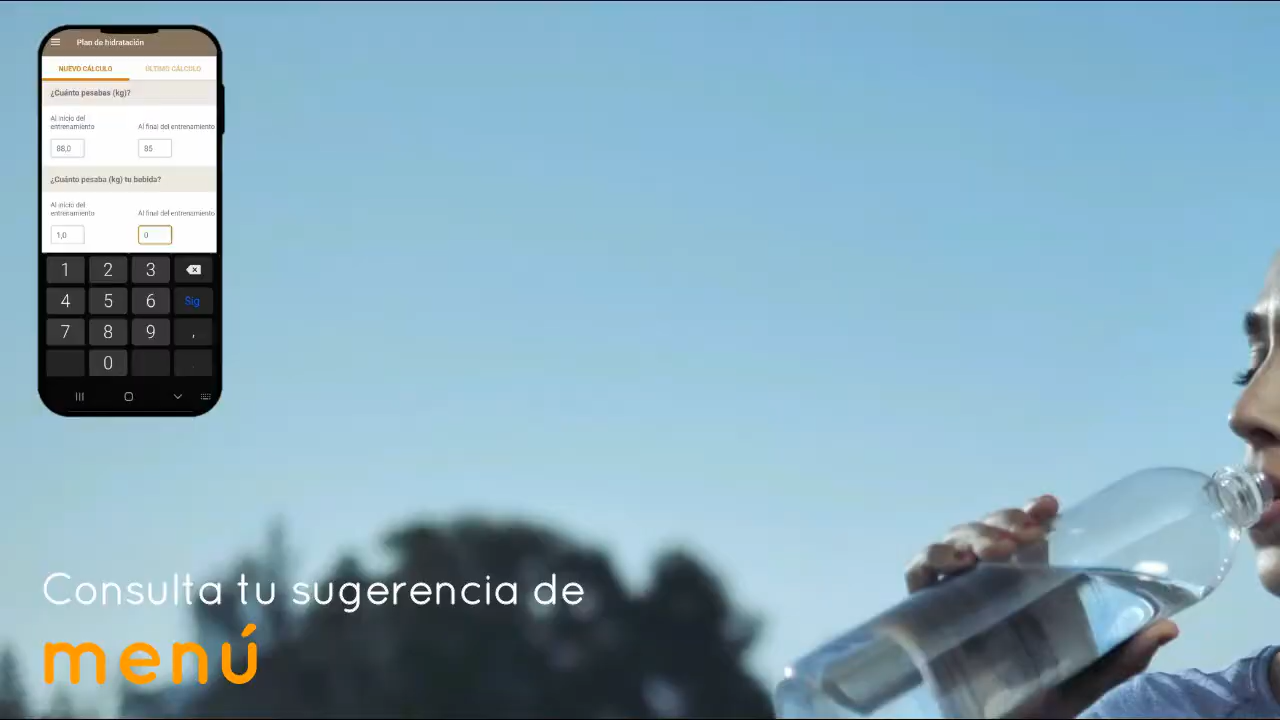 Plan de hidratación
NUEVO CÁLCULO ÚLTIMO CÁLCULO
¿Cuánto pesabas (kg)?
Al inicio del
entrenamiento
Al final del entrenamiento
88,0 85
¿Cuánto pesaba (kg) tu bebida?
Al inicio del
entrenamiento
Al final del entrenamiento
1,0 0
1 2 3
4 5 6 Sig
7 8 9 ,
0
Consulta tu sugerencia de
menú